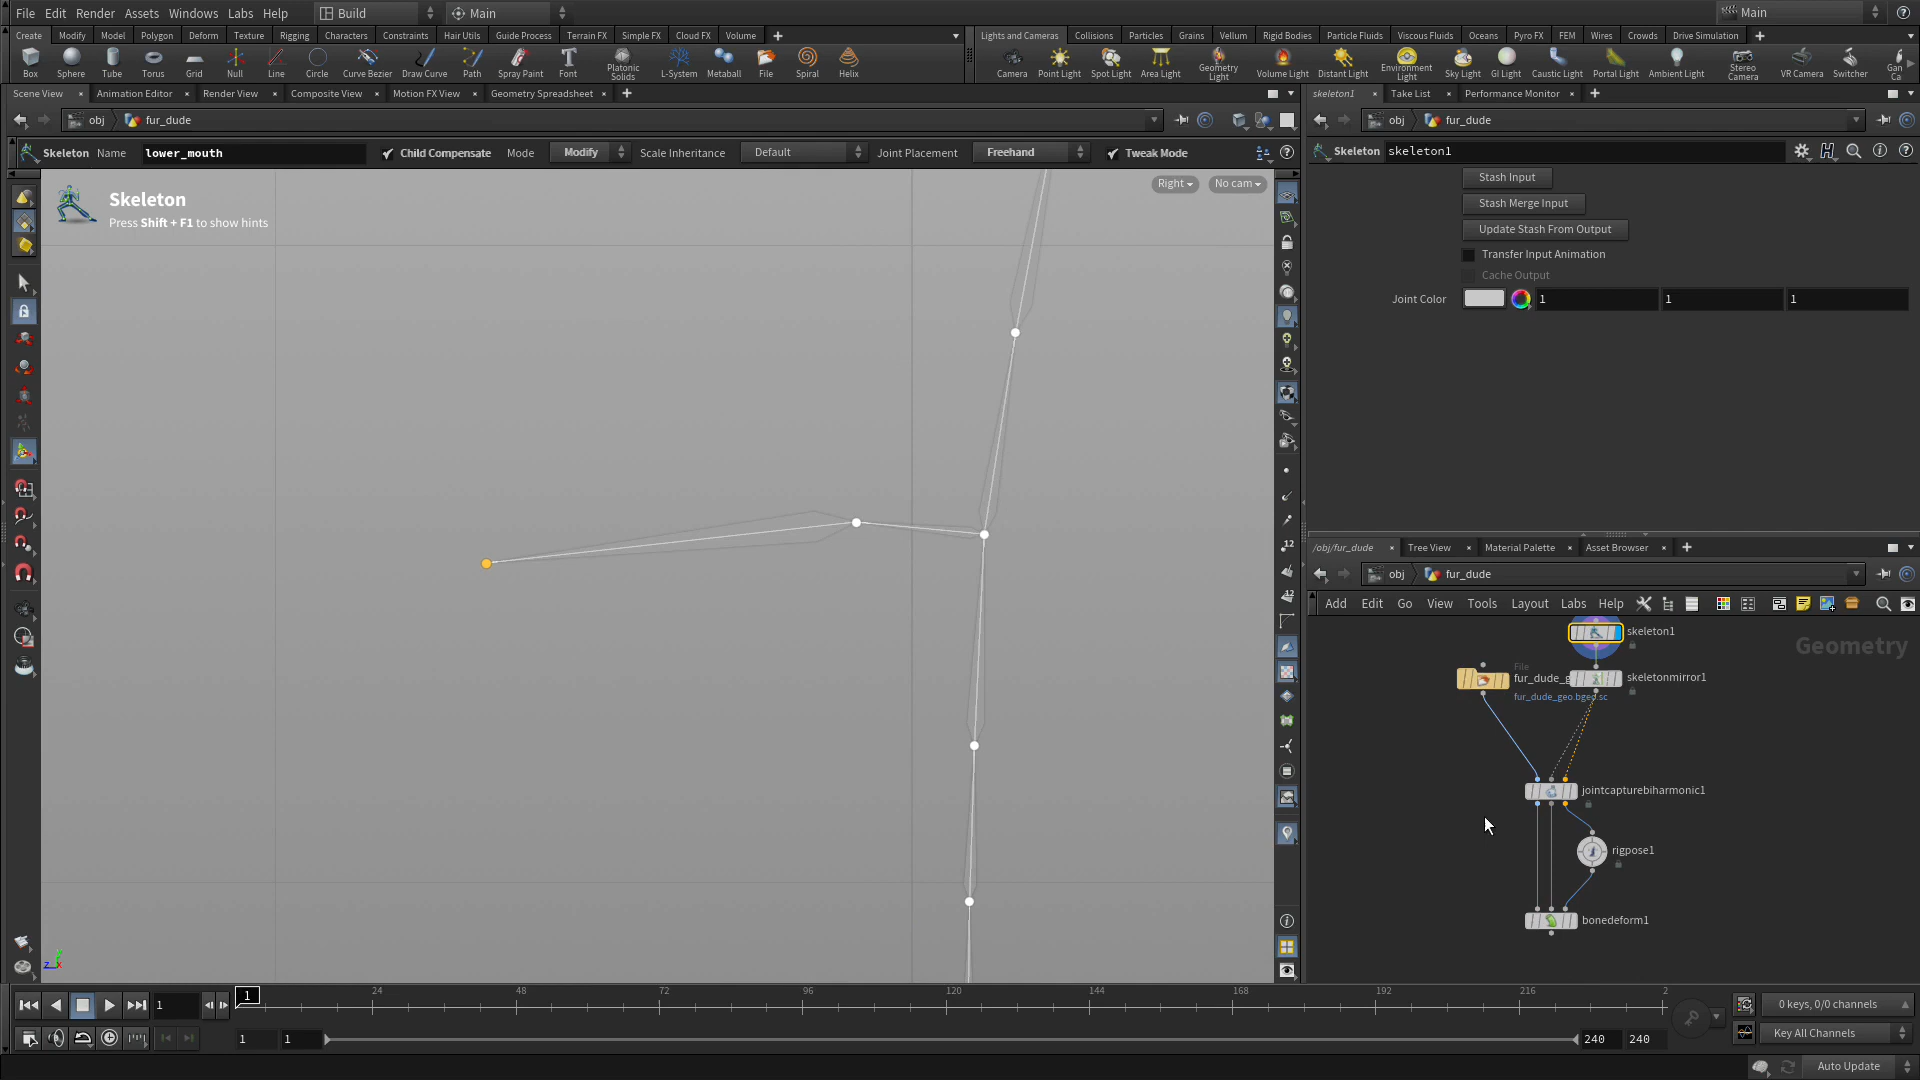 File Edit Render Assets Windows Labs Help Build Main Main
Create Modify Model Polygon Deform Texture Rigging Characters Constraints Hair Utils Guide Process Terrain FX Simple FX Cloud FX Volume
Lights and Cameras Collisions Particles Grains Vellum Rigid Bodies Particle Fluids Viscous Fluids Oceans Pyro FX FEM Wires Crowds Drive Simulation
Box Sphere Tube Torus Grid Null Line Circle Curve Bezier Draw Curve Path Spray Paint Font Platonic Solids L-System Metaball File Spiral Helix
Camera Point Light Spot Light Area Light Geometry Light Volume Light Distant Light Environment Light Sky Light GI Light Caustic Light Portal Light Ambient Light Stereo Camera VR Camera Switcher Gan Ca
Scene View Animation Editor Render View Composite View Motion FX View Geometry Spreadsheet
skeleton1 Take List Performance Monitor
obj fur_dude
obj fur_dude
Skeleton Name lower_mouth Child Compensate Mode Modify Scale Inheritance Default Joint Placement Freehand Tweak Mode
Skeleton skeleton1
Stash Input
Stash Merge Input
Update Stash From Output
Transfer Input Animation
Cache Output
Joint Color 1 1 1
Skeleton
Press Shift + F1 to show hints
Right No cam
12
12
z x y
/obj/fur_dude Tree View Material Palette Asset Browser
obj fur_dude
Add Edit Go View Tools Layout Labs Help
Geometry
skeleton1
File
fur_dude_g
fur_dude_geo.bgeo.sc
skeletonmirror1
jointcapturebiharmonic1
rigpose1
bonedeform1
1 1 24 48 72 96 120 144 168 192 216 2
1 1 240 240
0 keys, 0/0 channels
Key All Channels
Auto Update